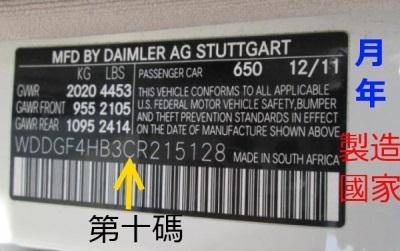 MFD BY DAIMLER AG STUTTGART
KG LBS PASSENGER CAR 650 12/11
GVWR 2020 4453 THIS VEHICLE CONFORMS TO ALL APPLICABLE
GAWR FRONT 955 2105 U.S. FEDERAL MOTOR VEHICLE SAFETY,BUMPER
GAWR REAR 1095 2414 AND THEFT PREVENTION STANDARDS IN EFFECT
ON THE DATE OF MANUFACTURE SHOWN ABOVE
WDDGF4HB3CR215128 MADE IN SOUTH AFRICA
月
年
製造
國家
第十碼